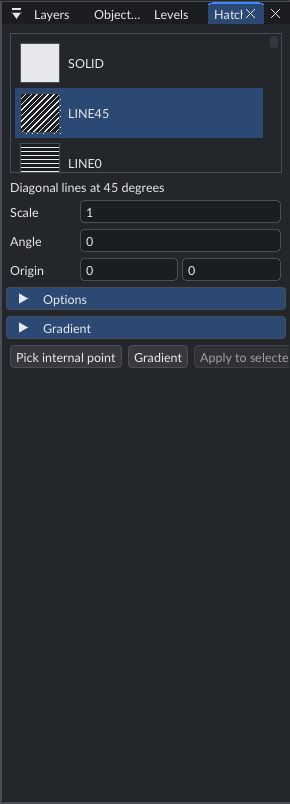 Layers Object... Levels Hatch
SOLID
LINE45
LINE0
Diagonal lines at 45 degrees
Scale 1
Angle 0
Origin 0 0
Options
Gradient
Pick internal point Gradient Apply to selecte